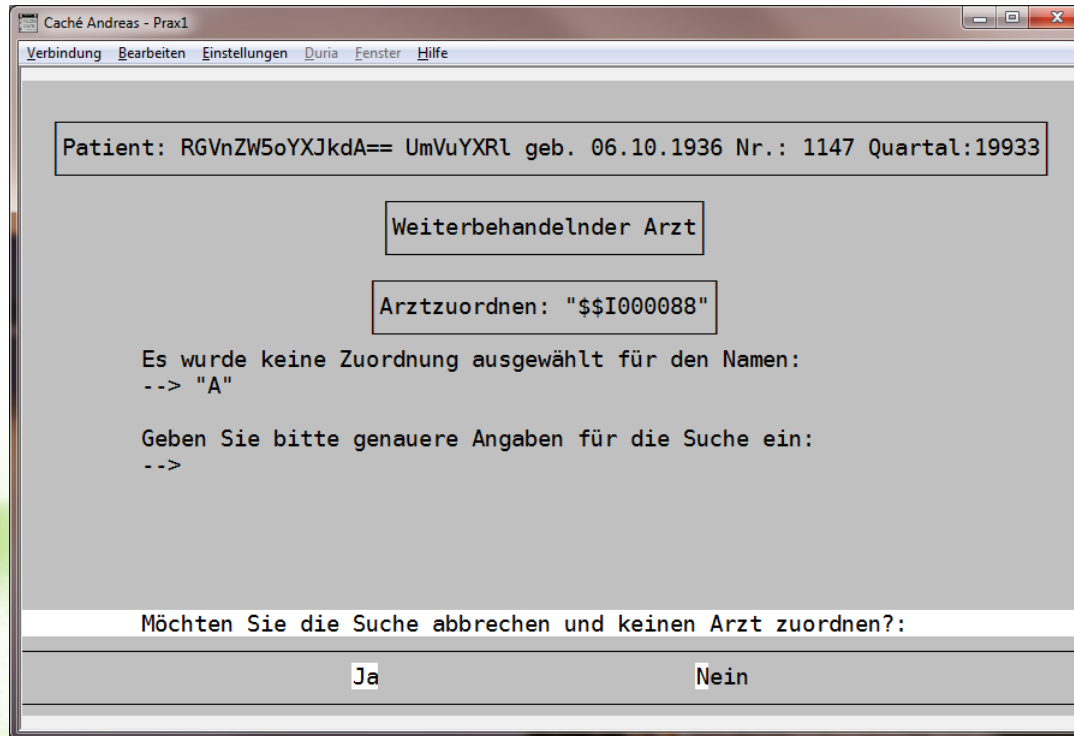 Caché Andreas - Prax1
Verbindung Bearbeiten Einstellungen Duria Fenster Hilfe
Patient: RGVnZW5oYXJkdA== UmVuYXRl geb. 06.10.1936 Nr.: 1147 Quartal:19933
Weiterbehandelnder Arzt
Arztzuordnen: "$$I000088"
Es wurde keine Zuordnung ausgewählt für den Namen:
--> "A"
Geben Sie bitte genauere Angaben für die Suche ein:
-->
Möchten Sie die Suche abbrechen und keinen Arzt zuordnen?:
Ja Nein